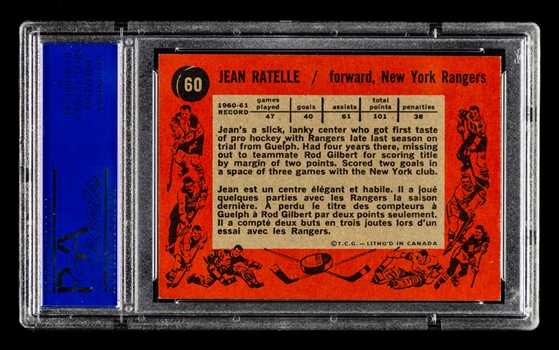 60
JEAN RATELLE / forward, New York Rangers
1960-61 RECORD games played goals assists total points penalties
47 40 61 101 38
Jean's a slick, lanky center who got first taste
of pro hockey with Rangers late last season on
trial from Guelph. Had four years there, missing
out to teammate Rod Gilbert for scoring title
by margin of two points. Scored two goals in
a space of three games with the New York club.
Jean est un centre élégant et habile. Il a joué
quelques parties avec les Rangers la saison
dernière. A perdu le titre des compteurs à
Guelph à Rod Gilbert par deux points seulement.
Il a compté deux buts en trois joutes lors d'un
essai avec les Rangers.
©T.C.G. — LITHO'D IN CANADA
PSA